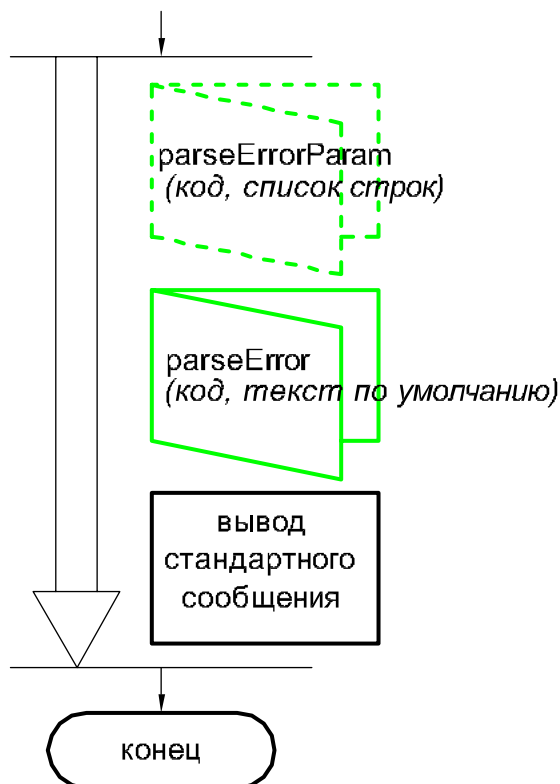 parseErrorParam
(код, список строк)
parseError
(код, текст по умолчанию)
вывод
стандартного
сообщения
конец